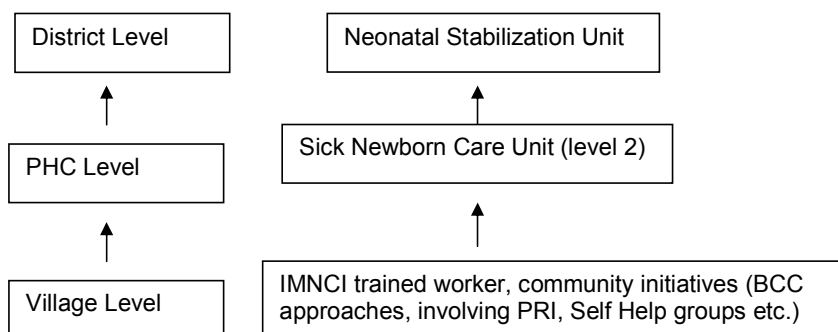 District Level
Neonatal Stabilization Unit
PHC Level
Sick Newborn Care Unit (level 2)
Village Level
IMNCI trained worker, community initiatives (BCC
approaches, involving PRI, Self Help groups etc.)